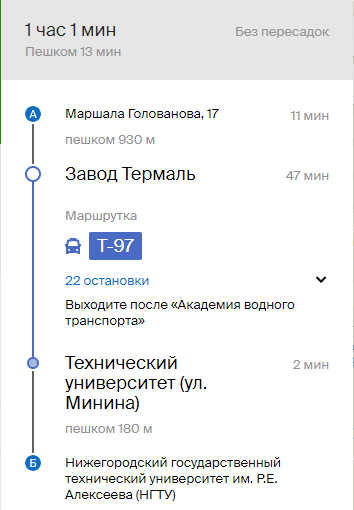 1 час 1 мин
Без пересадок
Пешком 13 мин
А
Маршала Голованова, 17
11 мин
пешком 930 м
Завод Термаль
47 мин
Маршрутка
Т-97
22 остановки
Выходите после «Академия водного
транспорта»
Технический
университет (ул.
Минина)
2 мин
пешком 180 м
Б
Нижегородский государственный
технический университет им. Р.Е.
Алексеева (НГТУ)